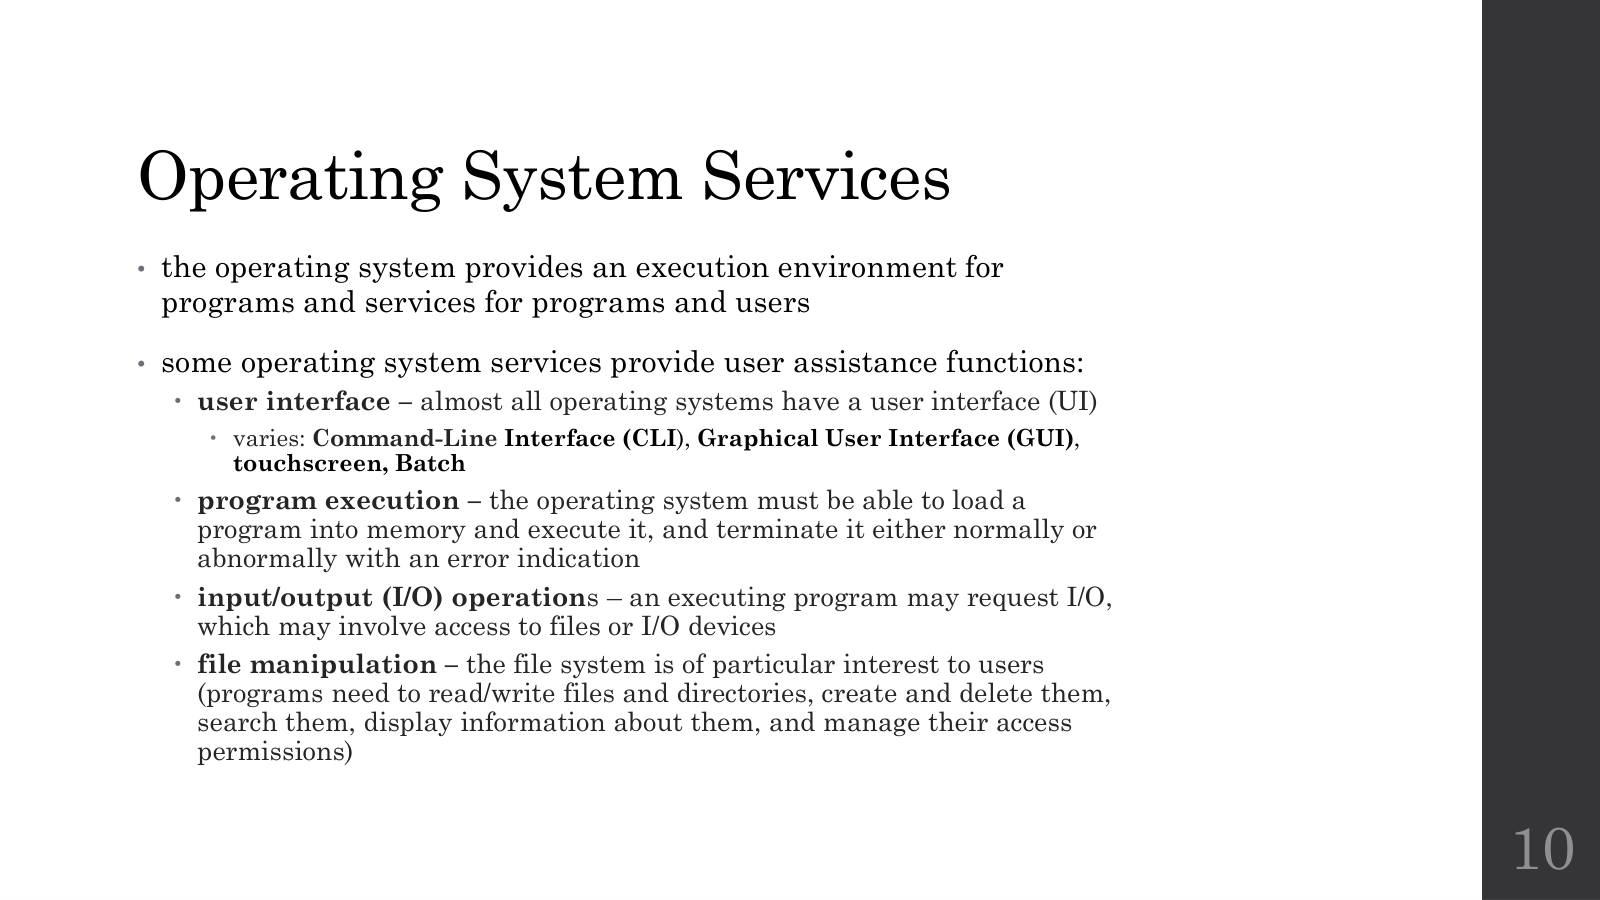 Operating System Services
• the operating system provides an execution environment for
programs and services for programs and users
• some operating system services provide user assistance functions:
• user interface – almost all operating systems have a user interface (UI)
• varies: Command-Line Interface (CLI), Graphical User Interface (GUI),
touchscreen, Batch
• program execution – the operating system must be able to load a
program into memory and execute it, and terminate it either normally or
abnormally with an error indication
• input/output (I/O) operations – an executing program may request I/O,
which may involve access to files or I/O devices
• file manipulation – the file system is of particular interest to users
(programs need to read/write files and directories, create and delete them,
search them, display information about them, and manage their access
permissions)
10